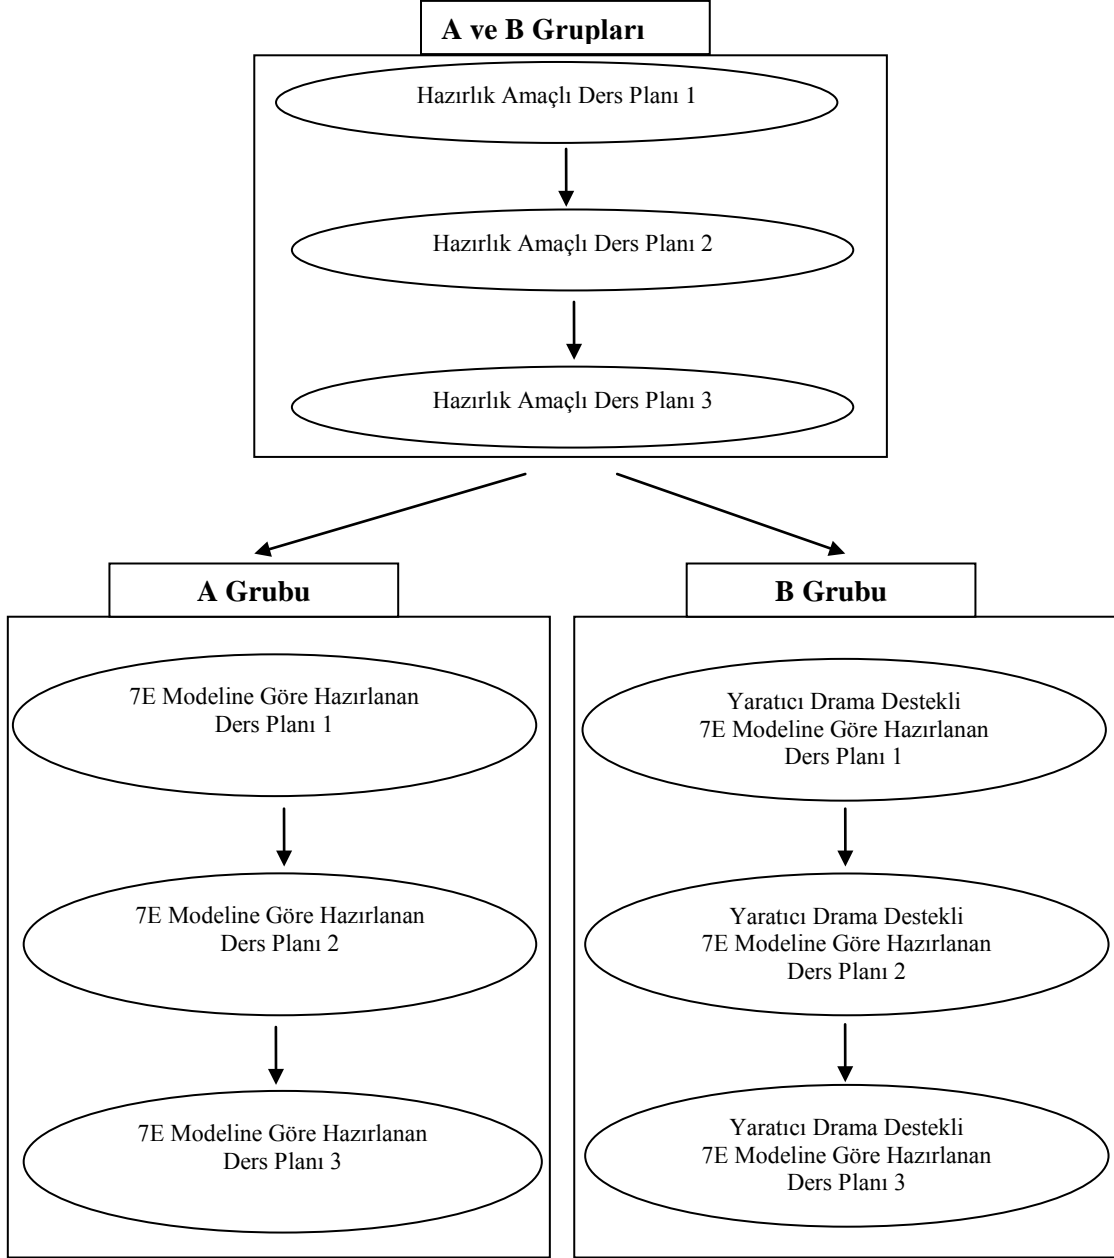 A ve B Grupları
Hazırlık Amaçlı Ders Planı 1
Hazırlık Amaçlı Ders Planı 2
Hazırlık Amaçlı Ders Planı 3
A Grubu
7E Modeline Göre Hazırlanan
Ders Planı 1
7E Modeline Göre Hazırlanan
Ders Planı 2
7E Modeline Göre Hazırlanan
Ders Planı 3
B Grubu
Yaratıcı Drama Destekli
7E Modeline Göre Hazırlanan
Ders Planı 1
Yaratıcı Drama Destekli
7E Modeline Göre Hazırlanan
Ders Planı 2
Yaratıcı Drama Destekli
7E Modeline Göre Hazırlanan
Ders Planı 3